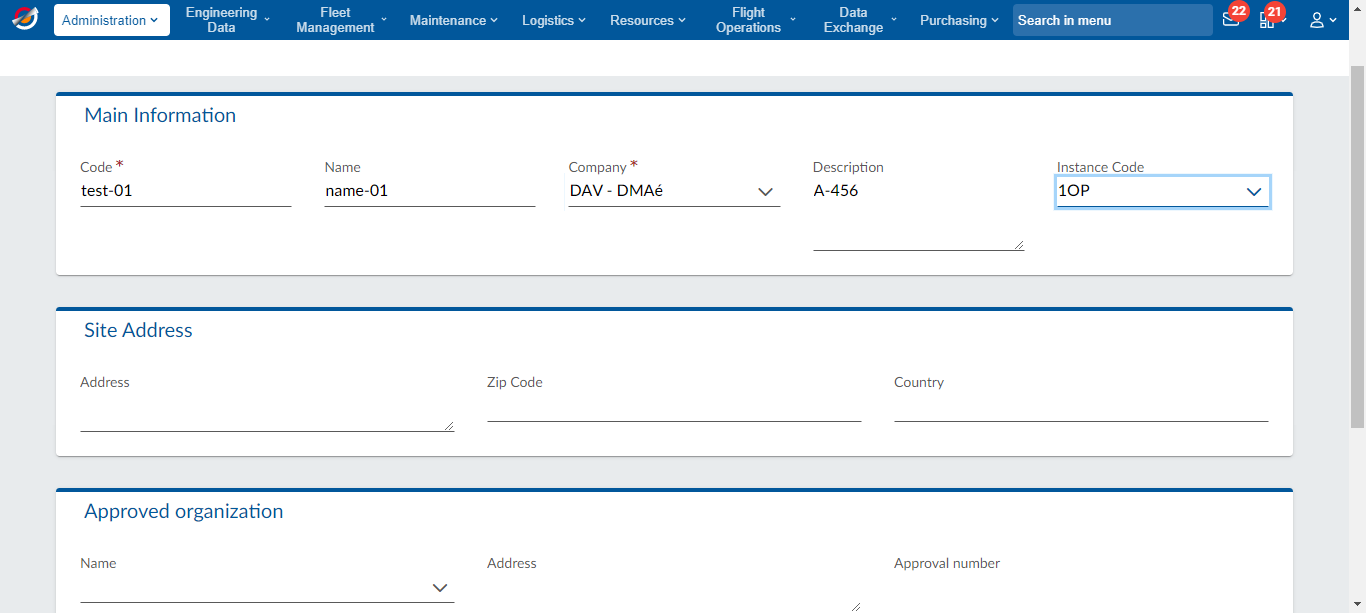 Administration
Engineering Data
Fleet Management
Maintenance
Logistics
Resources
Flight Operations
Data Exchange
Purchasing
Search in menu
22
21
Main Information
Code *
Name
Company *
Description
Instance Code
test-01
name-01
DAV - DMAé
A-456
1OP
Site Address
Address
Zip Code
Country
Approved organization
Name
Address
Approval number